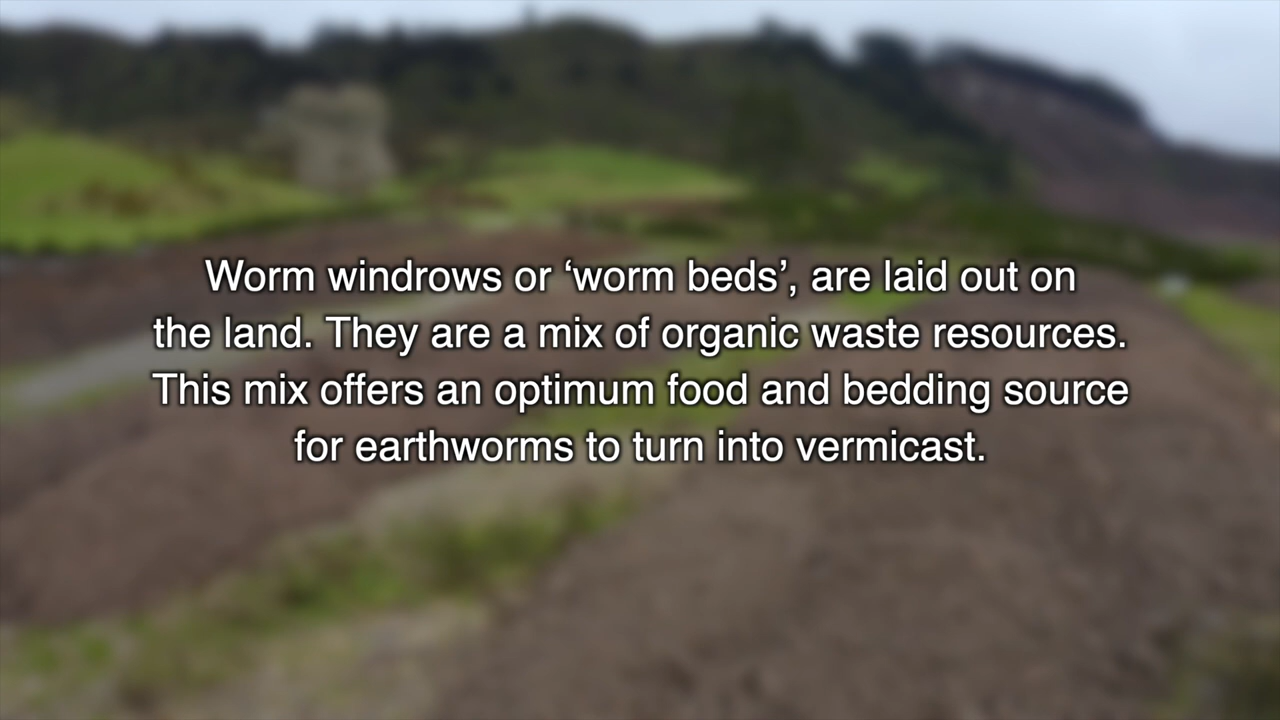 Worm windrows or ‘worm beds’, are laid out on
the land. They are a mix of organic waste resources.
This mix offers an optimum food and bedding source
for earthworms to turn into vermicast.